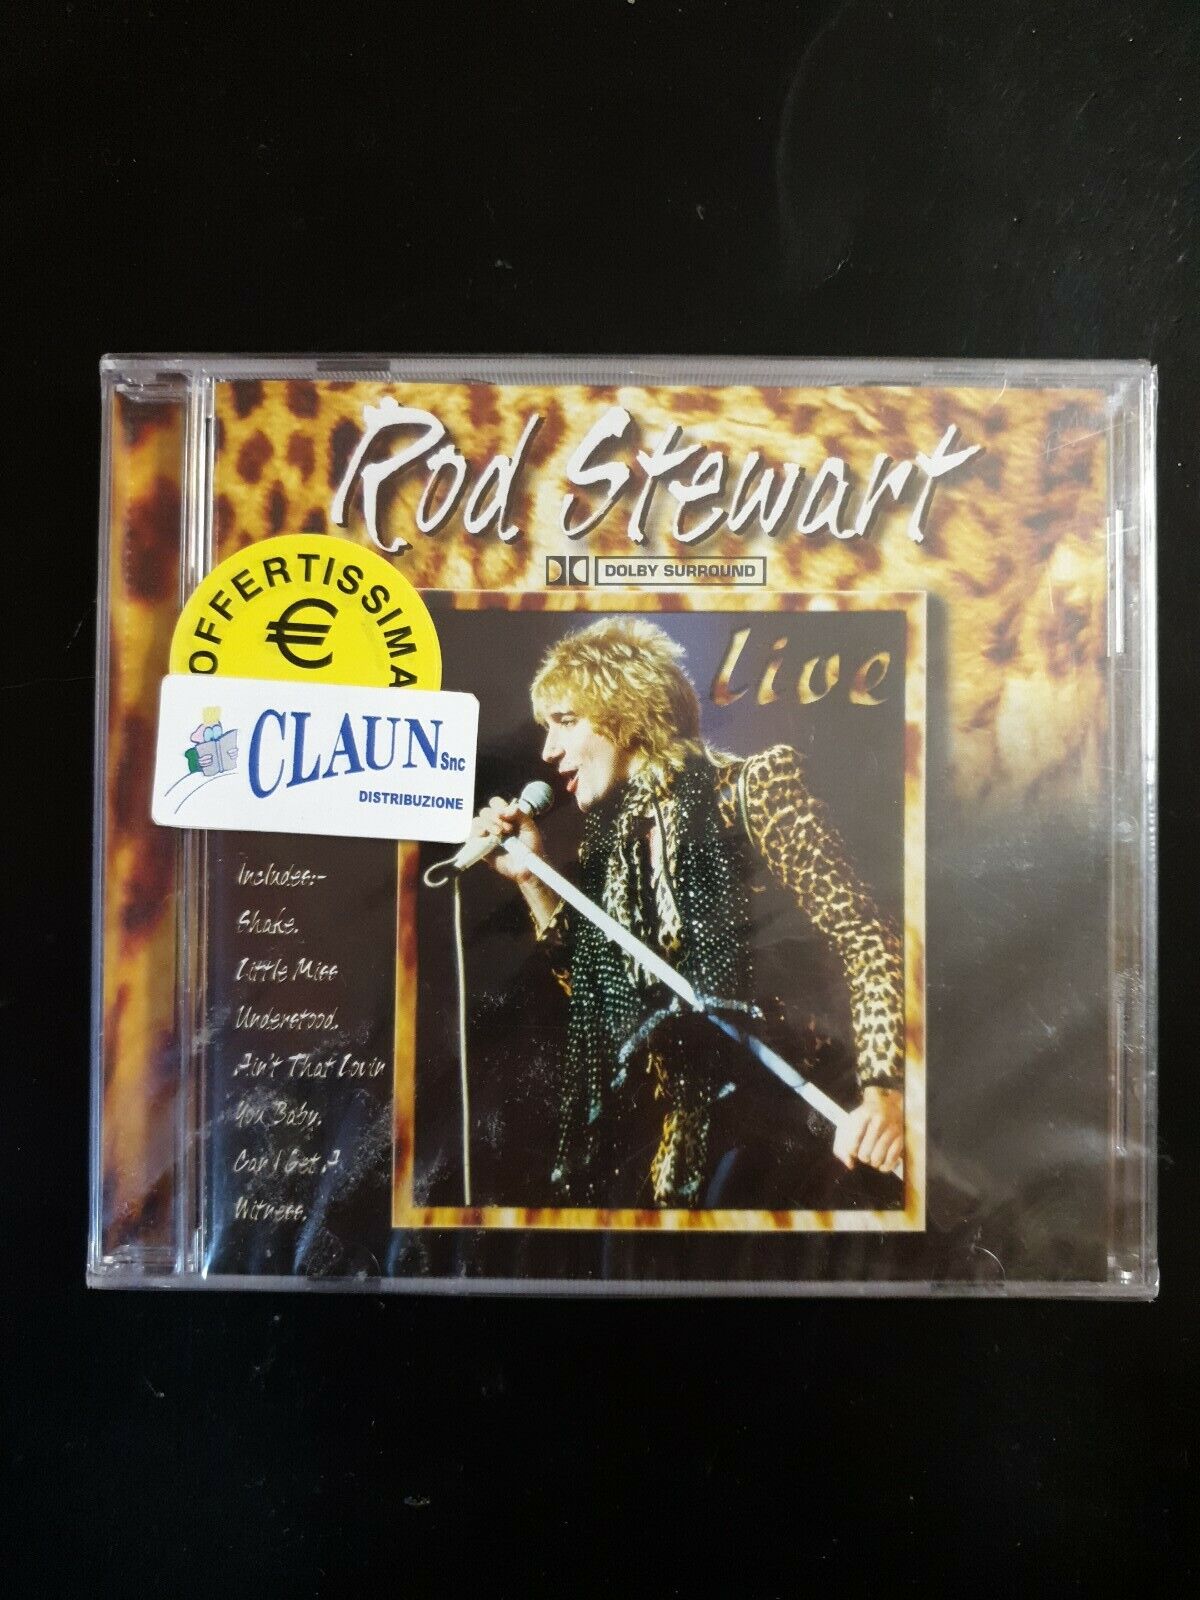 Rod Stewart
DOLBY SURROUND
live
OFFERTISSIMA
€
CLAUN Snc
DISTRIBUZIONE
Includes:-
Shake.
Little Miss
Understood.
Ain't That Lovin
You Baby.
Can I Get A
Witness.